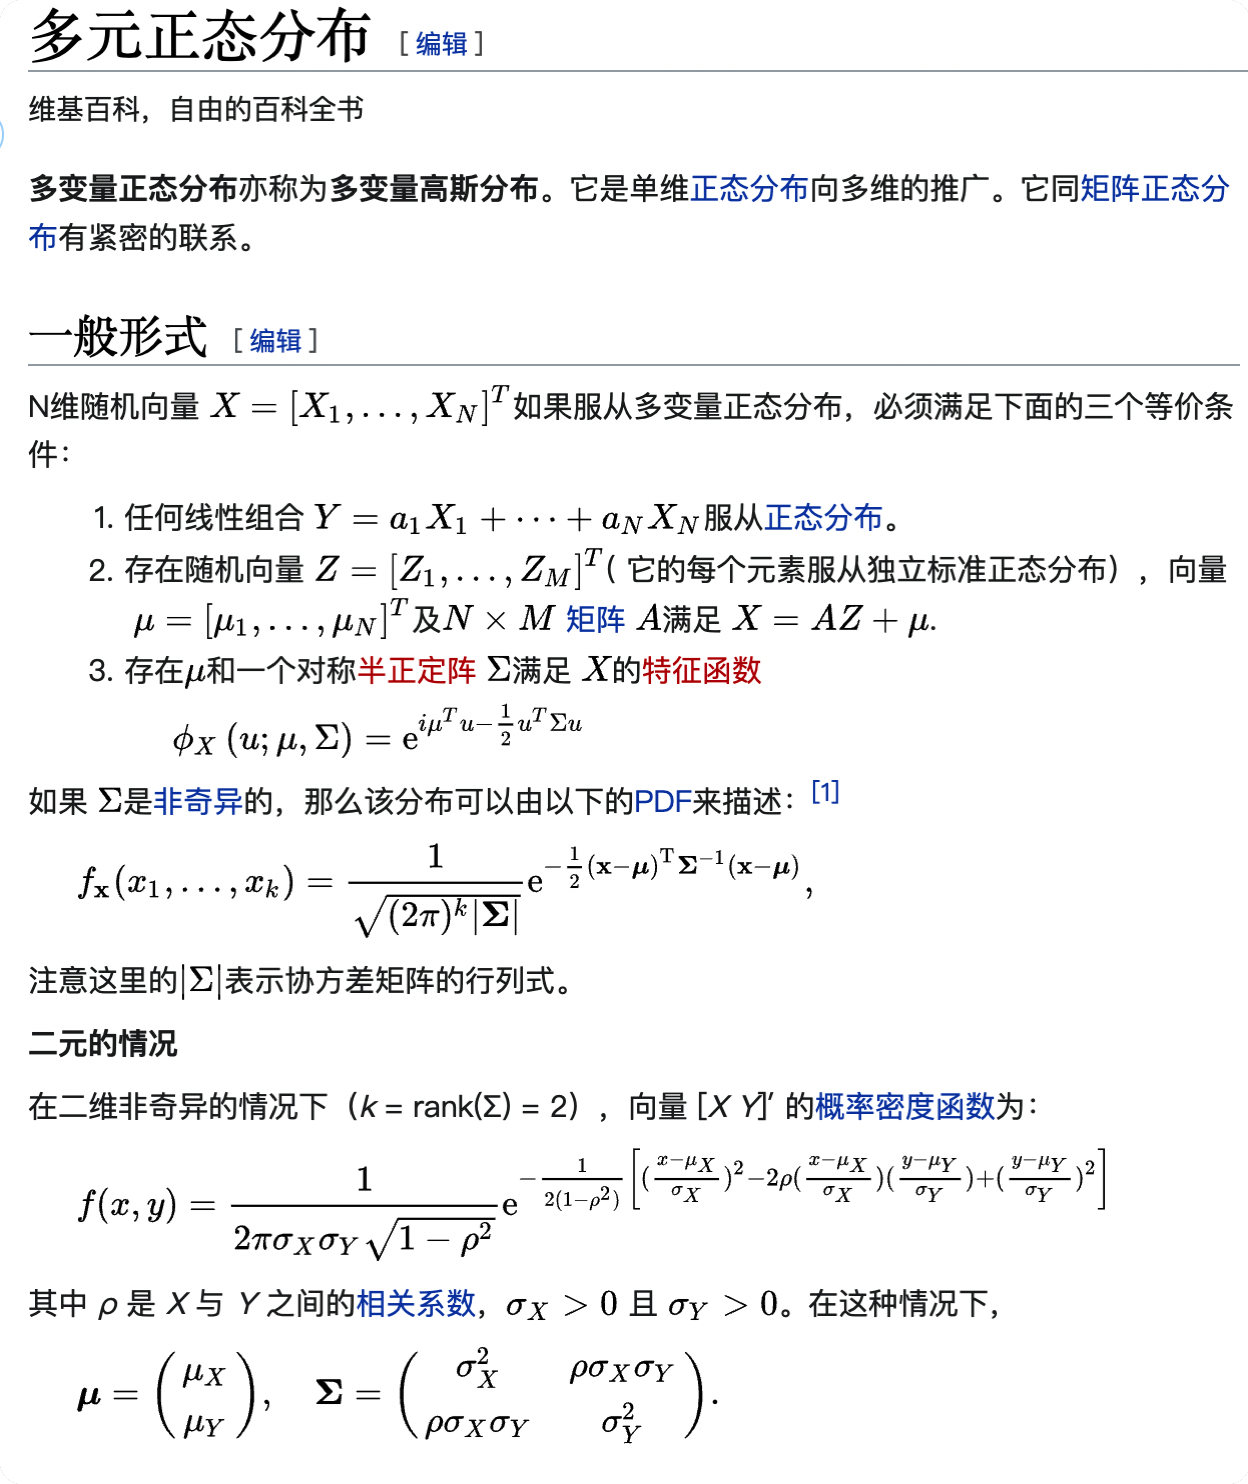 多元正态分布 [ 编辑 ]
维基百科，自由的百科全书
多变量正态分布亦称为多变量高斯分布。它是单维正态分布向多维的推广。它同矩阵正态分
布有紧密的联系。
一般形式 [ 编辑 ]
N维随机向量 $X = [X_1, \ldots, X_N]^T$如果服从多变量正态分布，必须满足下面的三个等价条
件：
1. 任何线性组合 $Y = a_1 X_1 + \cdots + a_N X_N$服从正态分布。
2. 存在随机向量 $Z = [Z_1, \ldots, Z_M]^T$( 它的每个元素服从独立标准正态分布），向量
$\mu = [\mu_1, \ldots, \mu_N]^T$及$N \times M$ 矩阵 $A$满足 $X = AZ + \mu$.
3. 存在$\mu$和一个对称半正定阵 $\Sigma$满足 $X$的特征函数
$\phi_X (u; \mu, \Sigma) = \mathrm{e}^{i\mu^T u - \frac{1}{2} u^T \Sigma u}$
如果 $\Sigma$是非奇异的，那么该分布可以由以下的PDF来描述：[1]
$f_{\mathbf{x}}(x_1, \ldots, x_k) = \frac{1}{\sqrt{(2\pi)^k |\boldsymbol{\Sigma}|}} \mathrm{e}^{-\frac{1}{2}(\mathbf{x}-\boldsymbol{\mu})^{\mathrm{T}} \boldsymbol{\Sigma}^{-1} (\mathbf{x}-\boldsymbol{\mu})},$
注意这里的$|\Sigma|$表示协方差矩阵的行列式。
二元的情况
在二维非奇异的情况下（k = rank(Σ) = 2），向量 [X Y]′ 的概率密度函数为：
$f(x, y) = \frac{1}{2\pi\sigma_X\sigma_Y\sqrt{1-\rho^2}} \mathrm{e}^{-\frac{1}{2(1-\rho^2)}\left[(\frac{x-\mu_X}{\sigma_X})^2 - 2\rho(\frac{x-\mu_X}{\sigma_X})(\frac{y-\mu_Y}{\sigma_Y}) + (\frac{y-\mu_Y}{\sigma_Y})^2\right]}$
其中 ρ 是 X 与 Y 之间的相关系数，$\sigma_X > 0$ 且 $\sigma_Y > 0$。在这种情况下，
$\boldsymbol{\mu} = \begin{pmatrix} \mu_X \\ \mu_Y \end{pmatrix}, \quad \boldsymbol{\Sigma} = \begin{pmatrix} \sigma_X^2 & \rho\sigma_X\sigma_Y \\ \rho\sigma_X\sigma_Y & \sigma_Y^2 \end{pmatrix}.$